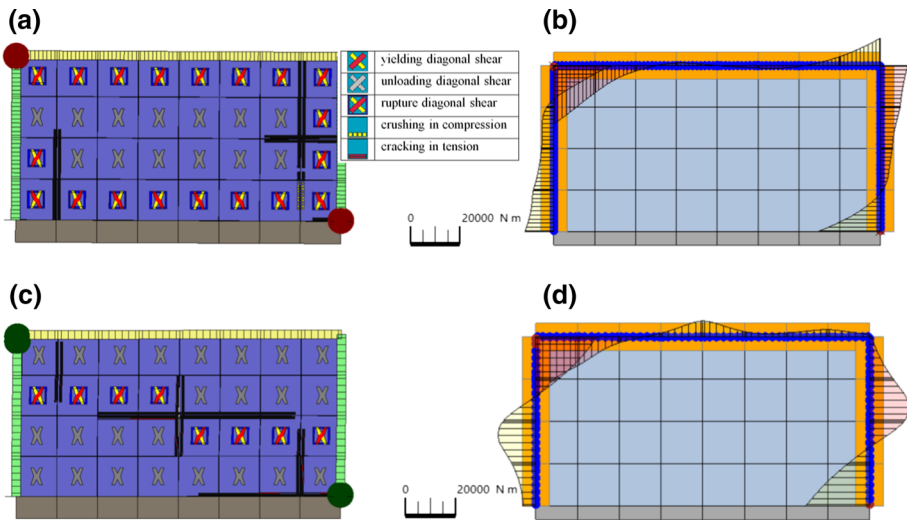 (a)
(b)
yielding diagonal shear
unloading diagonal shear
rupture diagonal shear
crushing in compression
cracking in tension
0 20000 N m
(c)
(d)
0 20000 N m